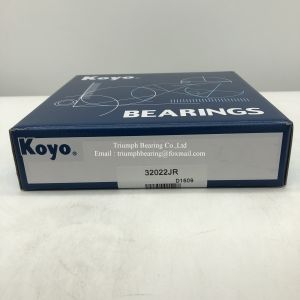 Koyo®
BEARINGS
Triumph Bearing Co.,Ltd
Email : triumphbearing@foxmail.com
Koyo®
32022JR
D1609